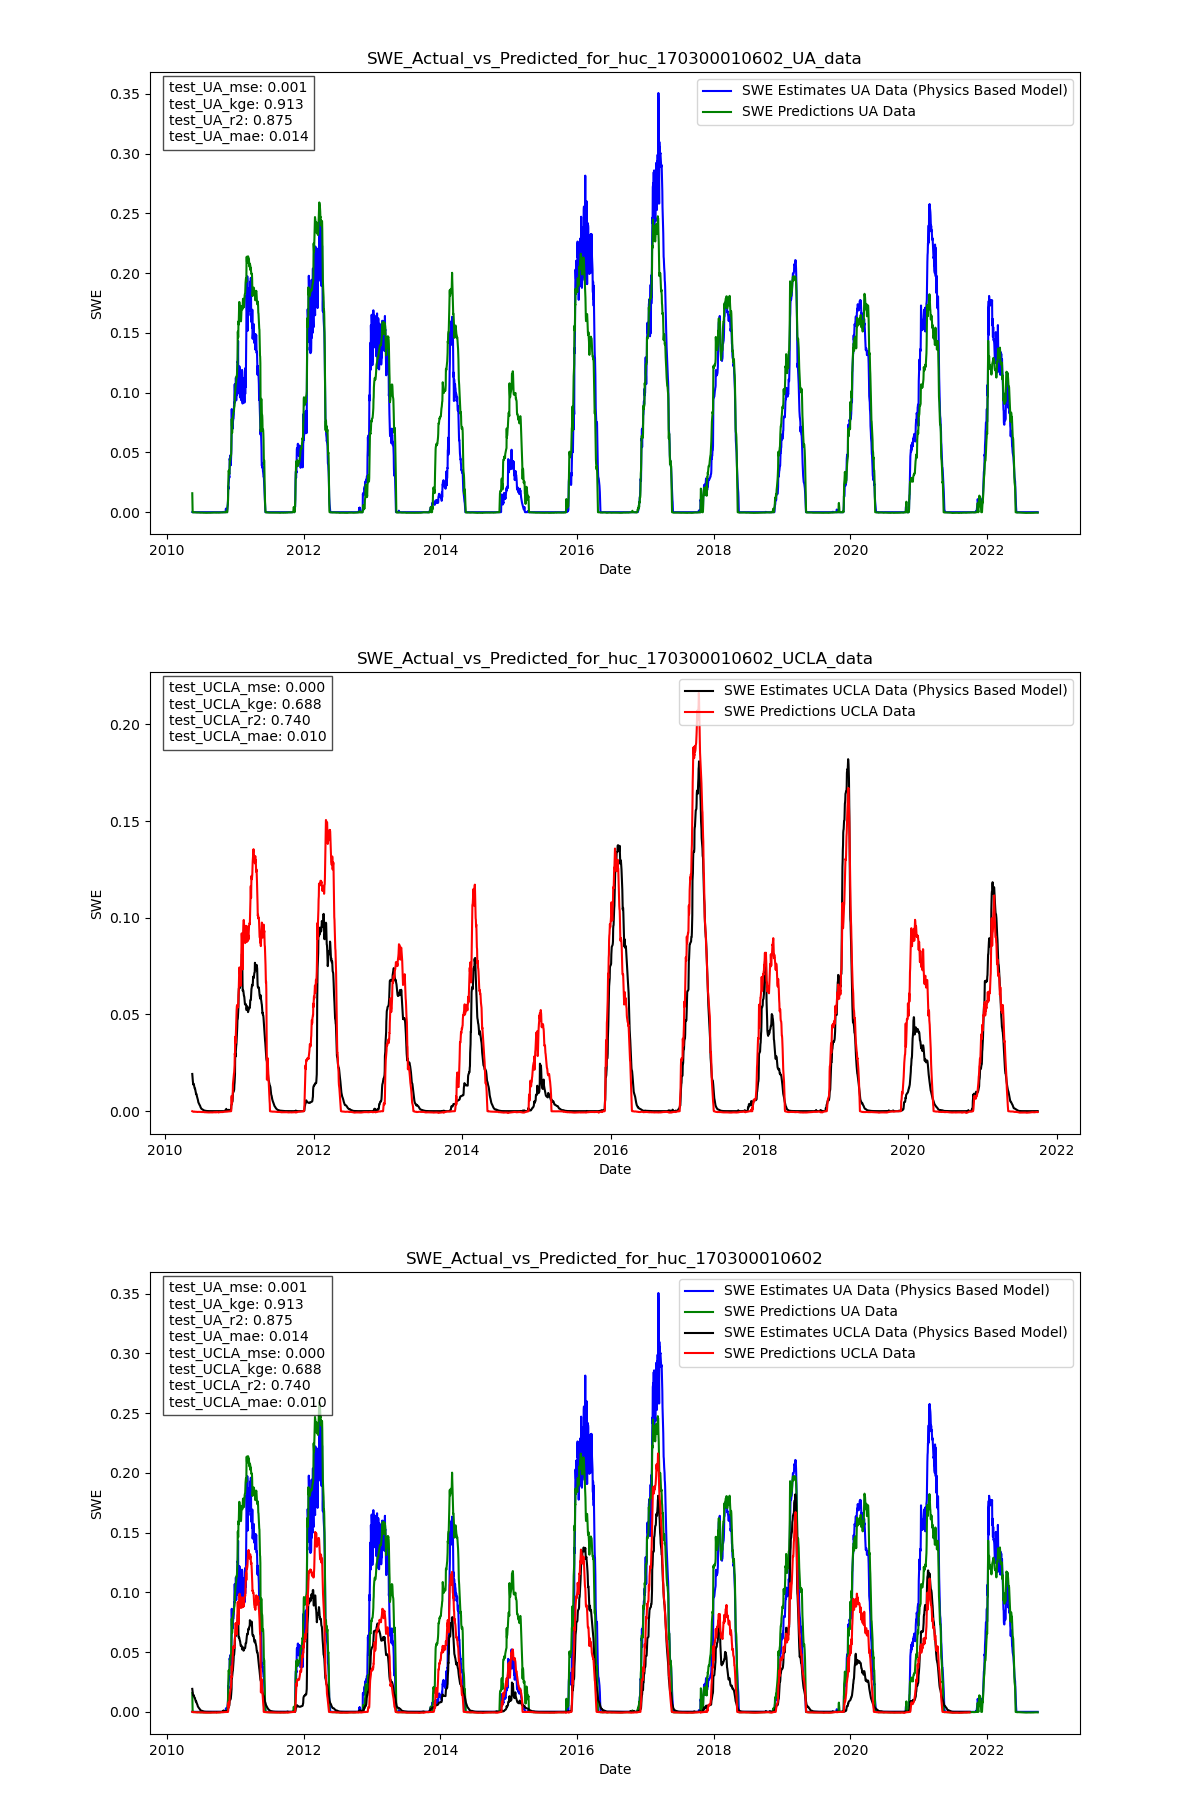 SWE_Actual_vs_Predicted_for_huc_170300010602_UA_data
test_UA_mse: 0.001
test_UA_kge: 0.913
test_UA_r2: 0.875
test_UA_mae: 0.014
SWE Estimates UA Data (Physics Based Model)
SWE Predictions UA Data
0.35
0.30
0.25
0.20
0.15
0.10
0.05
0.00
SWE
2010 2012 2014 2016 2018 2020 2022
Date
SWE_Actual_vs_Predicted_for_huc_170300010602_UCLA_data
test_UCLA_mse: 0.000
test_UCLA_kge: 0.688
test_UCLA_r2: 0.740
test_UCLA_mae: 0.010
SWE Estimates UCLA Data (Physics Based Model)
SWE Predictions UCLA Data
0.20
0.15
0.10
0.05
0.00
SWE
2010 2012 2014 2016 2018 2020 2022
Date
SWE_Actual_vs_Predicted_for_huc_170300010602
test_UA_mse: 0.001
test_UA_kge: 0.913
test_UA_r2: 0.875
test_UA_mae: 0.014
test_UCLA_mse: 0.000
test_UCLA_kge: 0.688
test_UCLA_r2: 0.740
test_UCLA_mae: 0.010
SWE Estimates UA Data (Physics Based Model)
SWE Predictions UA Data
SWE Estimates UCLA Data (Physics Based Model)
SWE Predictions UCLA Data
0.35
0.30
0.25
0.20
0.15
0.10
0.05
0.00
SWE
2010 2012 2014 2016 2018 2020 2022
Date